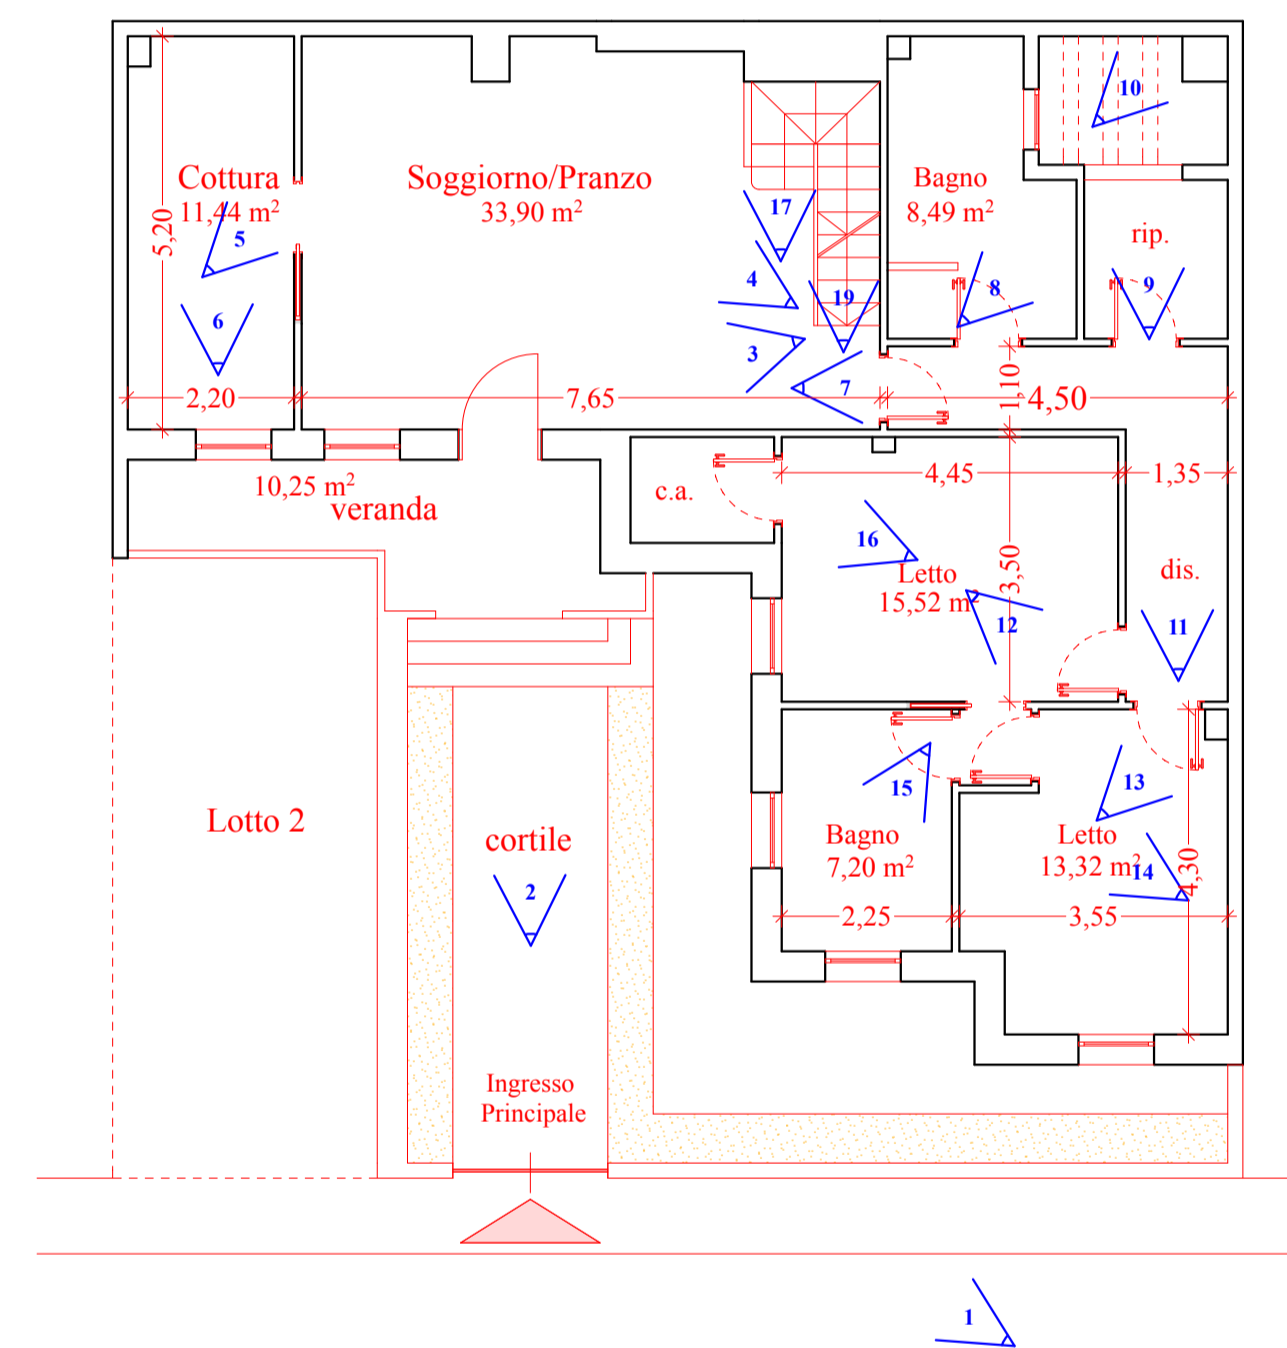 10
Cottura
11,44 m²
Soggiorno/Pranzo
33,90 m²
Bagno
8,49 m²
17
5,20
5
rip.
4
8
9
19
6
3
7
1,10
2,20
7,65
4,50
10,25 m²
veranda
c.a.
4,45
1,35
16
Letto
15,52 m²
3,50
dis.
12
11
15
13
Lotto 2
cortile
Bagno
7,20 m²
Letto
13,32 m²
14
4,30
2
2,25
3,55
Ingresso
Principale
1